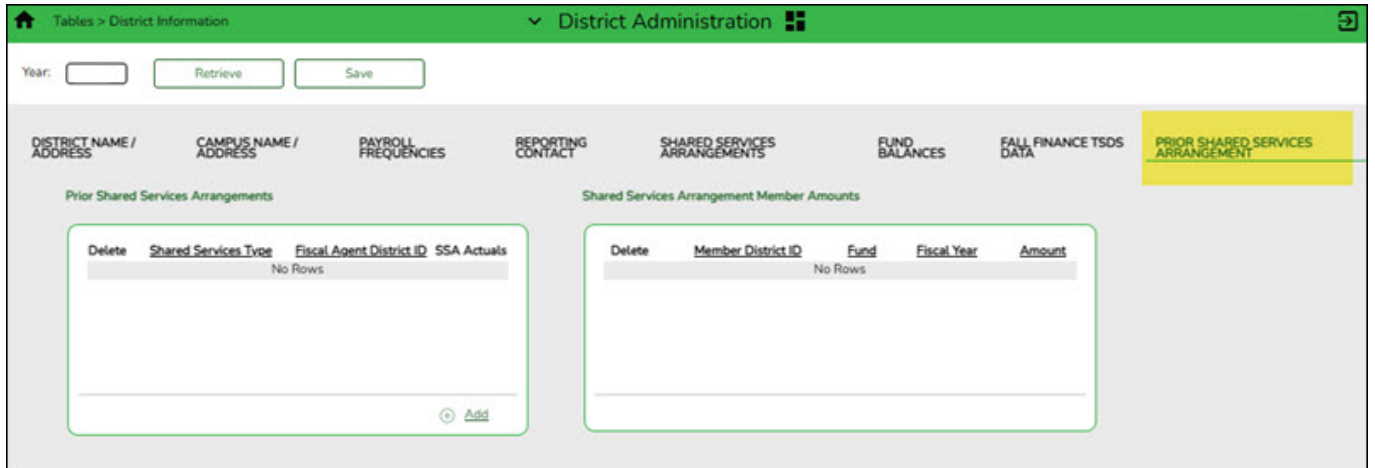 Tables > District Information
District Administration
Year:
Retrieve
Save
DISTRICT NAME /
ADDRESS
CAMPUS NAME /
ADDRESS
PAYROLL
FREQUENCIES
REPORTING
CONTACT
SHARED SERVICES
ARRANGEMENTS
FUND
BALANCES
FALL FINANCE TSDS
DATA
PRIOR SHARED SERVICES
ARRANGEMENT
Prior Shared Services Arrangements
Delete Shared Services Type Fiscal Agent District ID SSA Actuals
No Rows
Add
Shared Services Arrangement Member Amounts
Delete Member District ID Fund Fiscal Year Amount
No Rows